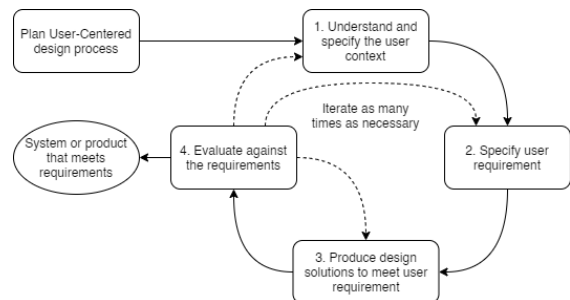 Plan User-Centered
design process
1. Understand and
specify the user
context
Iterate as many
times as necessary
System or product
that meets
requirements
4. Evaluate against
the requirements
2. Specify user
requirement
3. Produce design
solutions to meet user
requirement